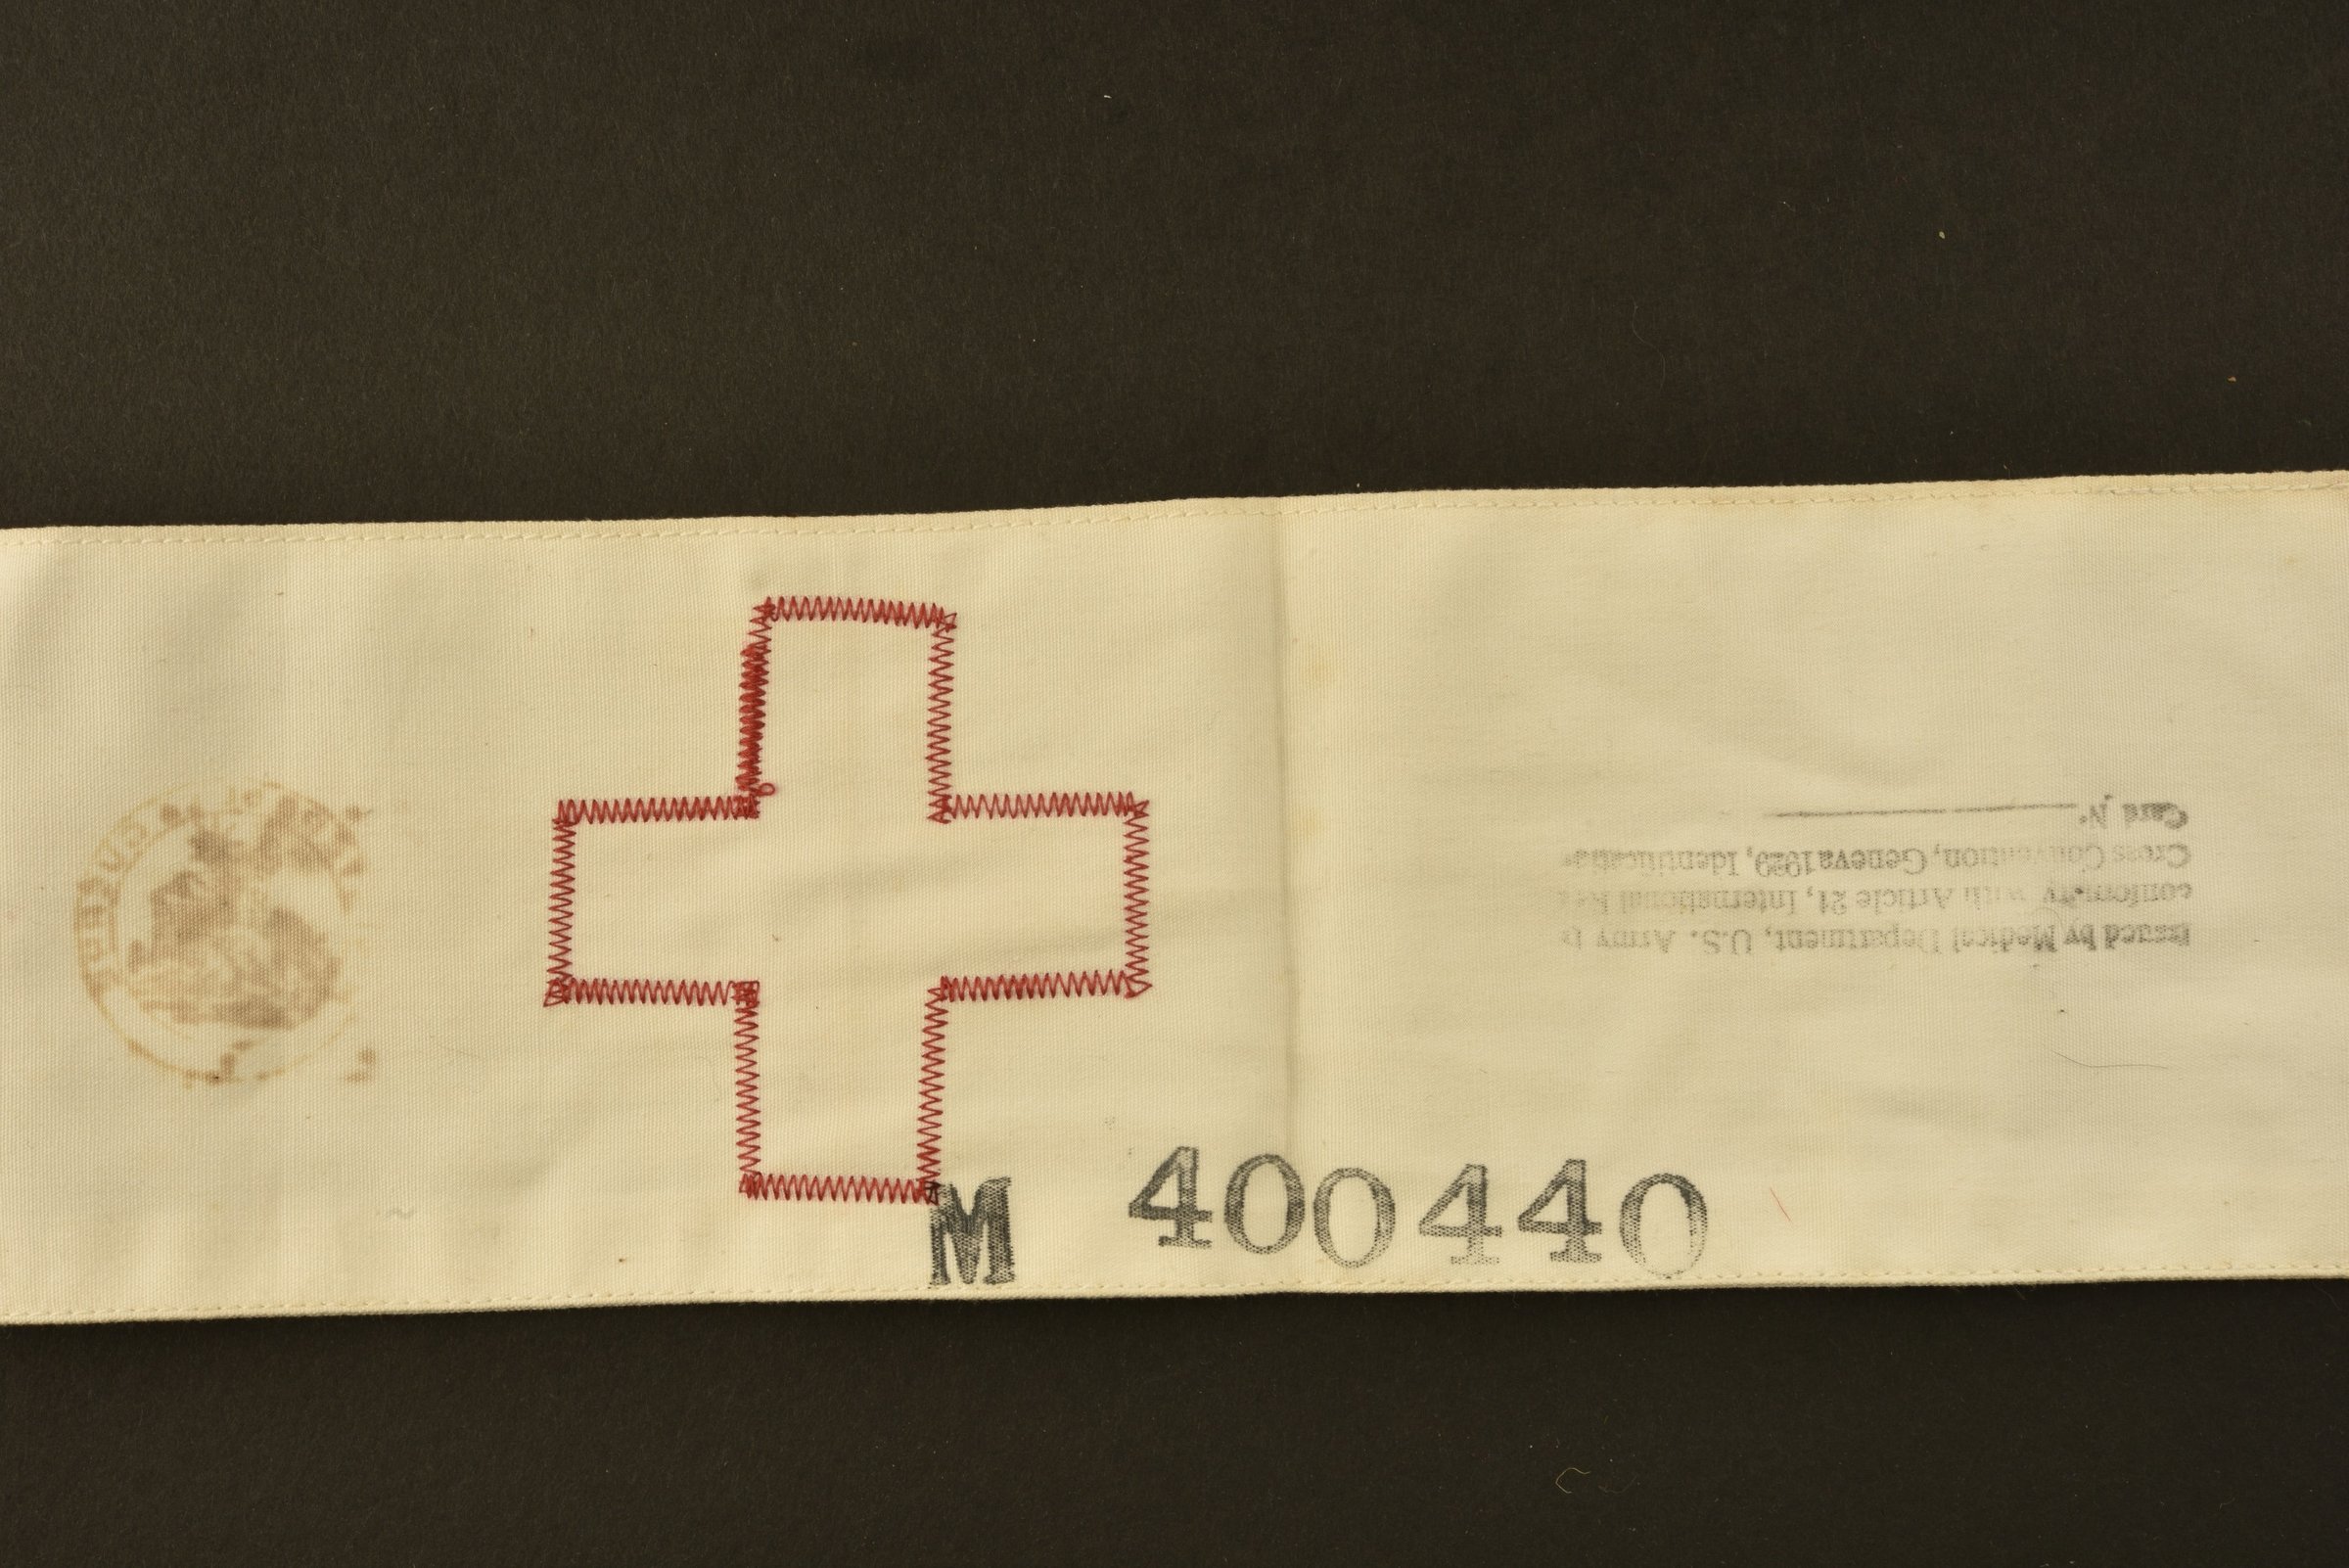 M 400440
Issued by Medical Department, U.S. Army
conformity with Article 21, International
Cross Convention, Geneva 1929, Identification
Card N.